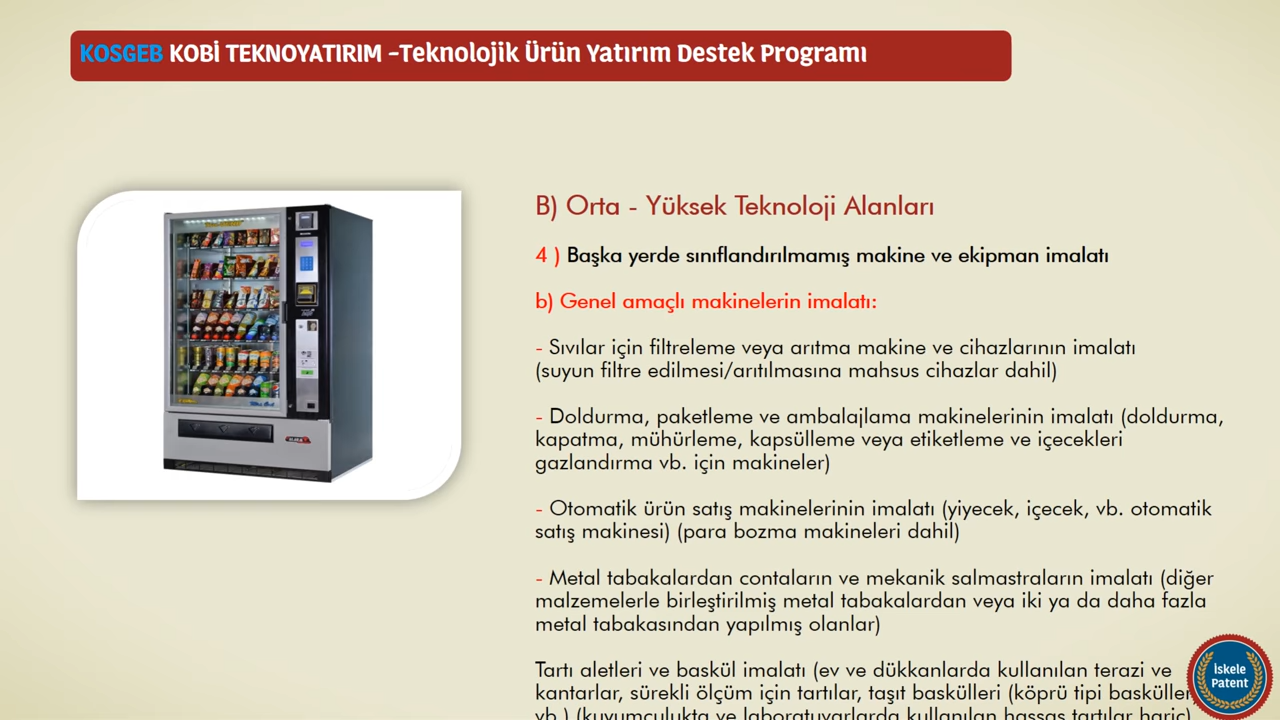 KOSGEB KOBİ TEKNOYATIRIM -Teknolojik Ürün Yatırım Destek Programı
B) Orta - Yüksek Teknoloji Alanları
4 ) Başka yerde sınıflandırılmamış makine ve ekipman imalatı
b) Genel amaçlı makinelerin imalatı:
- Sıvılar için filtreleme veya arıtma makine ve cihazlarının imalatı
(suyun filtre edilmesi/arıtılmasına mahsus cihazlar dahil)
- Doldurma, paketleme ve ambalajlama makinelerinin imalatı (doldurma,
kapatma, mühürleme, kapsülleme veya etiketleme ve içecekleri
gazlandırma vb. için makineler)
- Otomatik ürün satış makinelerinin imalatı (yiyecek, içecek, vb. otomatik
satış makinesi) (para bozma makineleri dahil)
- Metal tabakalardan contaların ve mekanik salmastraların imalatı (diğer
malzemelerle birleştirilmiş metal tabakalardan veya iki ya da daha fazla
metal tabakasından yapılmış olanlar)
Tartı aletleri ve baskül imalatı (ev ve dükkanlarda kullanılan terazi ve
kantarlar, sürekli ölçüm için tartılar, taşıt baskülleri (köprü tipi basküller
vb.) (kuyumculukta ve laboratuvarlarda kullanılan hassas tartılar hariç)
İskele
Patent